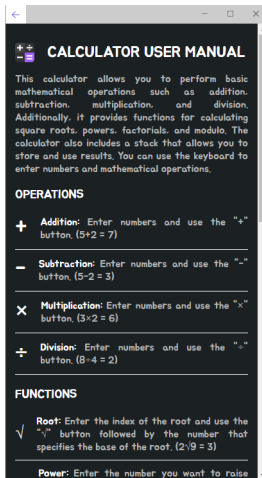 CALCULATOR USER MANUAL
This calculator allows you to perform basic
mathematical operations such as addition,
subtraction, multiplication, and division.
Additionally, it provides functions for calculating
square roots, powers, factorials, and modulo. The
calculator also includes a stack that allows you to
store and use results. You can use the keyboard to
enter numbers and mathematical operations.
OPERATIONS
+ Addition: Enter numbers and use the "+"
button. (5+2 = 7)
− Subtraction: Enter numbers and use the "-"
button. (5-2 = 3)
× Multiplication: Enter numbers and use the "×"
button. (3×2 = 6)
÷ Division: Enter numbers and use the "÷"
button. (8÷4 = 2)
FUNCTIONS
Root: Enter the index of the root and use the
√ "√" button followed by the number that
specifies the base of the root. (2√9 = 3)
Power: Enter the number you want to raise